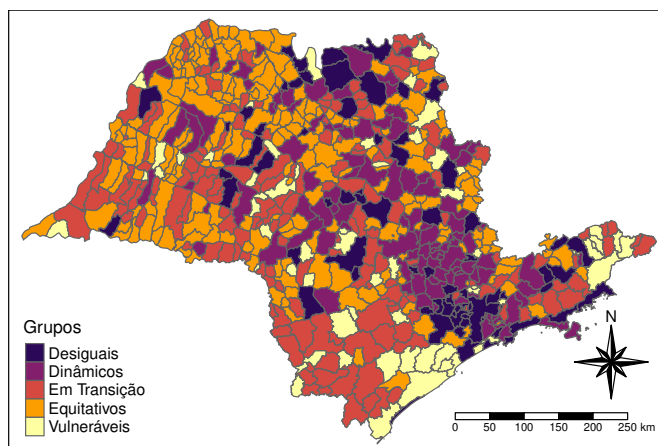 Grupos
Desiguais
Dinâmicos
Em Transição
Equitativos
Vulneráveis
N
0 50 100 150 200 250 km